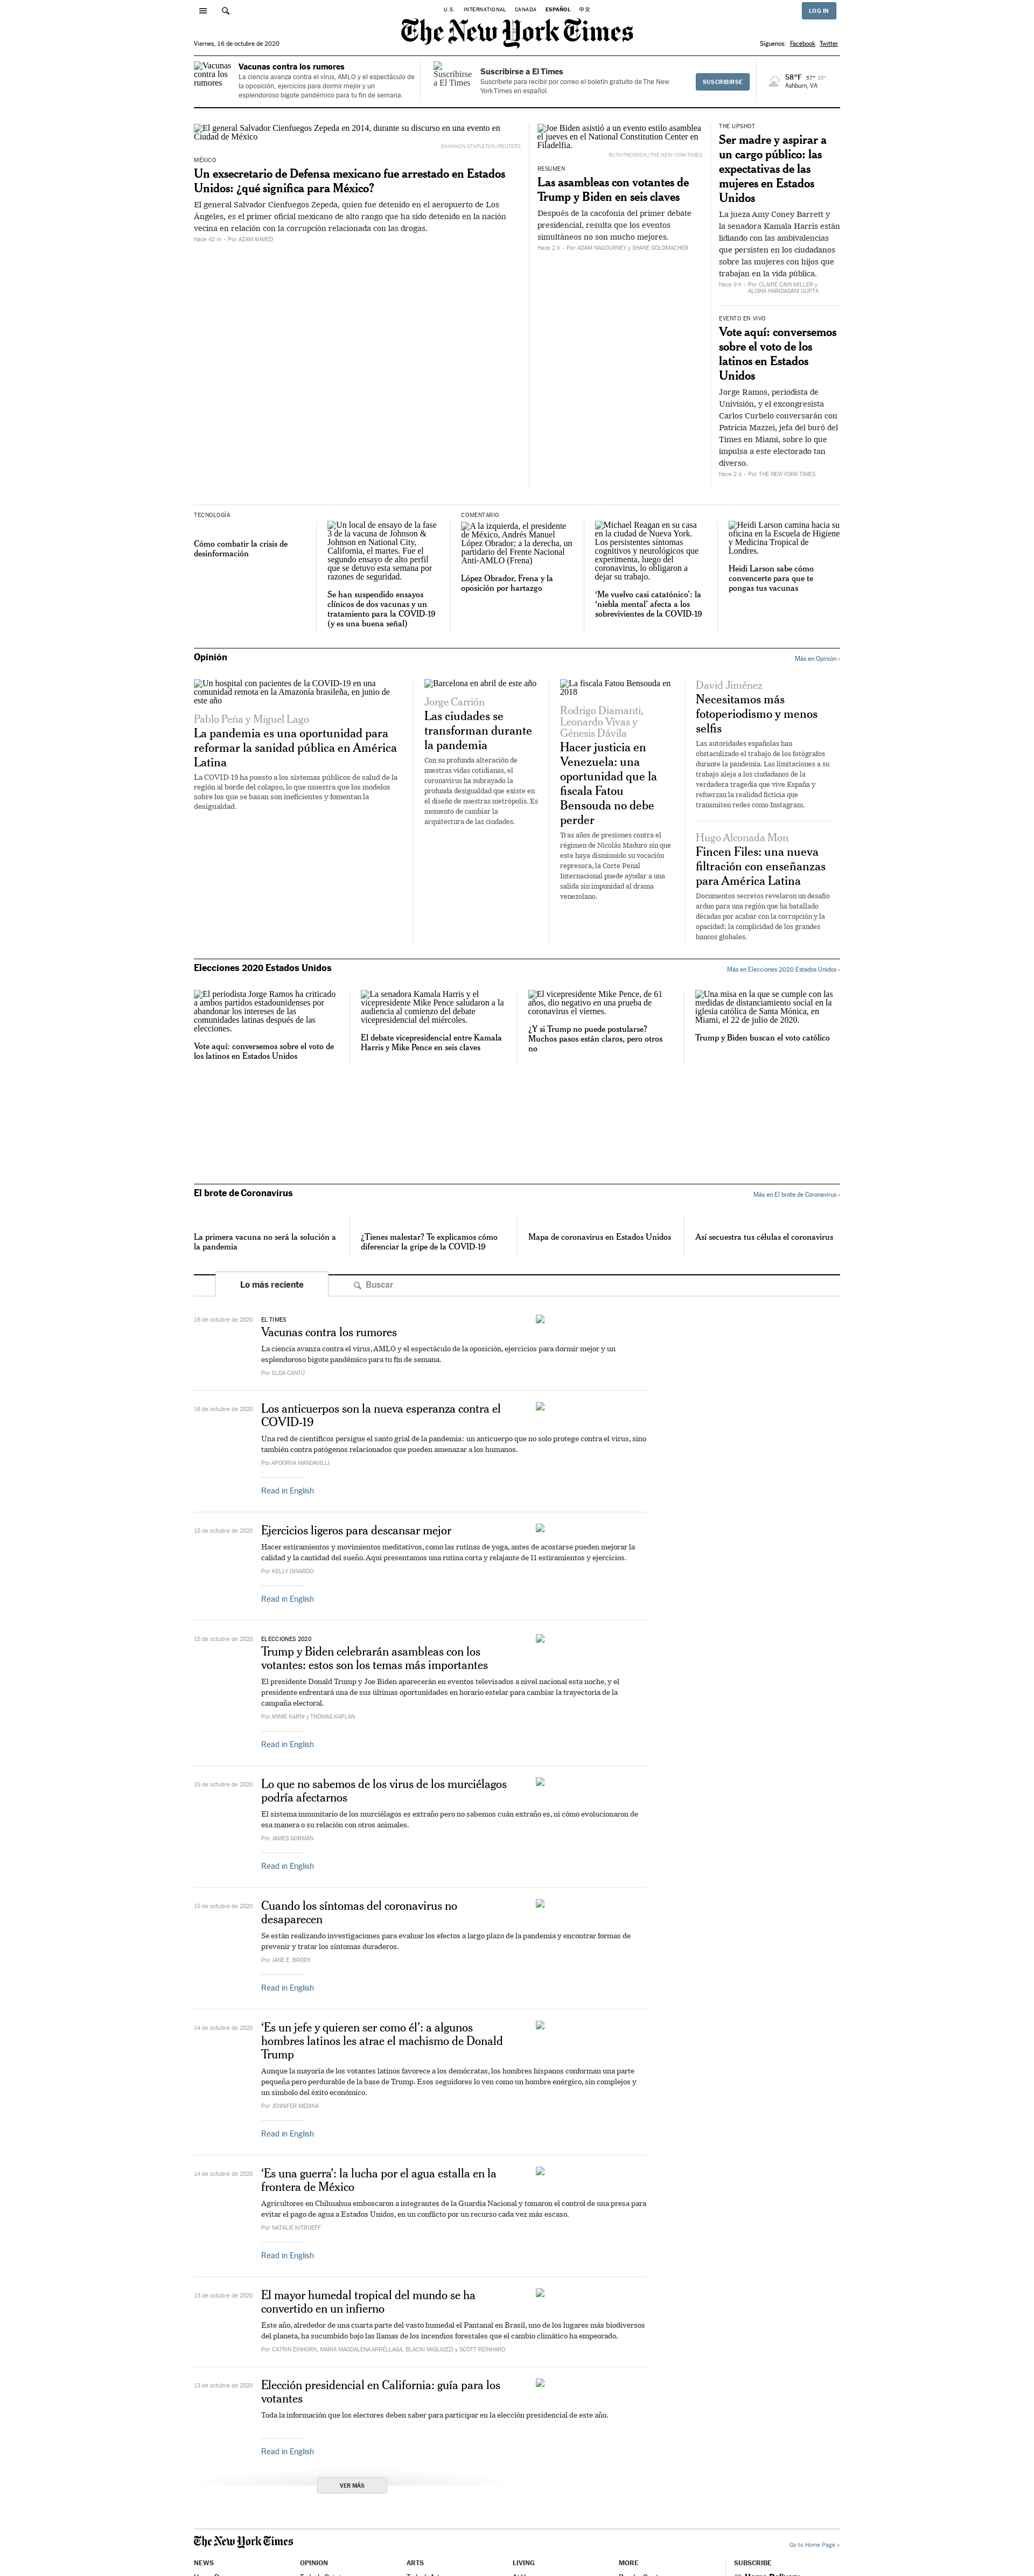 U.S. INTERNATIONAL CANADA ESPAÑOL 中文
LOG IN
The New York Times
Viernes, 16 de octubre de 2020
Síguenos: Facebook Twitter
Vacunas contra los rumores
Vacunas contra los rumores
La ciencia avanza contra el virus, AMLO y el espectáculo de
la oposición, ejercicios para dormir mejor y un
esplendoroso bigote pandémico para tu fin de semana.
Suscribirse a El Times
Suscribirse a El Times
Suscríbete para recibir por correo el boletín gratuito de The New
York Times en español.
SUSCRIBIRSE
58°F 57° 35°
Ashburn, VA
El general Salvador Cienfuegos Zepeda en 2014, durante su discurso en una evento en
Ciudad de México
SHANNON STAPLETON/REUTERS
MÉXICO
Un exsecretario de Defensa mexicano fue arrestado en Estados
Unidos: ¿qué significa para México?
El general Salvador Cienfuegos Zepeda, quien fue detenido en el aeropuerto de Los
Ángeles, es el primer oficial mexicano de alto rango que ha sido detenido en la nación
vecina en relación con la corrupción relacionada con las drogas.
Hace 42 m • Por AZAM AHMED
Joe Biden asistió a un evento estilo asamblea
el jueves en el National Constitution Center en
Filadelfia.
RUTH FREMSON/THE NEW YORK TIMES
RESUMEN
Las asambleas con votantes de
Trump y Biden en seis claves
Después de la cacofonía del primer debate
presidencial, resulta que los eventos
simultáneos no son mucho mejores.
Hace 2 h • Por ADAM NAGOURNEY y SHANE GOLDMACHER
THE UPSHOT
Ser madre y aspirar a
un cargo público: las
expectativas de las
mujeres en Estados
Unidos
La jueza Amy Coney Barrett y
la senadora Kamala Harris están
lidiando con las ambivalencias
que persisten en los ciudadanos
sobre las mujeres con hijos que
trabajan en la vida pública.
Hace 9 h • Por CLAIRE CAIN MILLER y
ALISHA HARIDASANI GUPTA
EVENTO EN VIVO
Vote aquí: conversemos
sobre el voto de los
latinos en Estados
Unidos
Jorge Ramos, periodista de
Univisión, y el excongresista
Carlos Curbelo conversarán con
Patricia Mazzei, jefa del buró del
Times en Miami, sobre lo que
impulsa a este electorado tan
diverso.
Hace 2 d • Por THE NEW YORK TIMES
TECNOLOGÍA
Cómo combatir la crisis de
desinformación
Un local de ensayo de la fase
3 de la vacuna de Johnson &
Johnson en National City,
California, el martes. Fue el
segundo ensayo de alto perfil
que se detuvo esta semana por
razones de seguridad.
Se han suspendido ensayos
clínicos de dos vacunas y un
tratamiento para la COVID-19
(y es una buena señal)
COMENTARIO
A la izquierda, el presidente
de México, Andrés Manuel
López Obrador; a la derecha, un
partidario del Frente Nacional
Anti-AMLO (Frena)
López Obrador, Frena y la
oposición por hartazgo
Michael Reagan en su casa
en la ciudad de Nueva York.
Los persistentes síntomas
cognitivos y neurológicos que
experimenta, luego del
coronavirus, lo obligaron a
dejar su trabajo.
‘Me vuelvo casi catatónico’: la
‘niebla mental’ afecta a los
sobrevivientes de la COVID-19
Heidi Larson camina hacia su
oficina en la Escuela de Higiene
y Medicina Tropical de
Londres.
Heidi Larson sabe cómo
convencerte para que te
pongas tus vacunas
Opinión
Más en Opinión ›
Un hospital con pacientes de la COVID-19 en una
comunidad remota en la Amazonía brasileña, en junio de
este año
Pablo Peña y Miguel Lago
La pandemia es una oportunidad para
reformar la sanidad pública en América
Latina
La COVID-19 ha puesto a los sistemas públicos de salud de la
región al borde del colapso, lo que muestra que los modelos
sobre los que se basan son ineficientes y fomentan la
desigualdad.
Barcelona en abril de este año
Jorge Carrión
Las ciudades se
transforman durante
la pandemia
Con su profunda alteración de
nuestras vidas cotidianas, el
coronavirus ha subrayado la
profunda desigualdad que existe en
el diseño de nuestras metrópolis. Es
momento de cambiar la
arquitectura de las ciudades.
La fiscala Fatou Bensouda en
2018
Rodrigo Diamanti,
Leonardo Vivas y
Génesis Dávila
Hacer justicia en
Venezuela: una
oportunidad que la
fiscala Fatou
Bensouda no debe
perder
Tras años de presiones contra el
régimen de Nicolás Maduro sin que
este haya disminuido su vocación
represora, la Corte Penal
Internacional puede ayudar a una
salida sin impunidad al drama
venezolano.
David Jiménez
Necesitamos más
fotoperiodismo y menos
selfis
Las autoridades españolas han
obstaculizado el trabajo de los fotógrafos
durante la pandemia. Las limitaciones a su
trabajo aleja a los ciudadanos de la
verdadera tragedia que vive España y
refuerzan la realidad ficticia que
transmiten redes como Instagram.
Hugo Alconada Mon
Fincen Files: una nueva
filtración con enseñanzas
para América Latina
Documentos secretos revelaron un desafío
arduo para una región que ha batallado
décadas por acabar con la corrupción y la
opacidad: la complicidad de los grandes
bancos globales.
Elecciones 2020 Estados Unidos
Más en Elecciones 2020 Estados Unidos ›
El periodista Jorge Ramos ha criticado
a ambos partidos estadounidenses por
abandonar los intereses de las
comunidades latinas después de las
elecciones.
Vote aquí: conversemos sobre el voto de
los latinos en Estados Unidos
La senadora Kamala Harris y el
vicepresidente Mike Pence saludaron a la
audiencia al comienzo del debate
vicepresidencial del miércoles.
El debate vicepresidencial entre Kamala
Harris y Mike Pence en seis claves
El vicepresidente Mike Pence, de 61
años, dio negativo en una prueba de
coronavirus el viernes.
¿Y si Trump no puede postularse?
Muchos pasos están claros, pero otros
no
Una misa en la que se cumple con las
medidas de distanciamiento social en la
iglesia católica de Santa Mónica, en
Miami, el 22 de julio de 2020.
Trump y Biden buscan el voto católico
El brote de Coronavirus
Más en El brote de Coronavirus ›
La primera vacuna no será la solución a
la pandemia
¿Tienes malestar? Te explicamos cómo
diferenciar la gripe de la COVID-19
Mapa de coronavirus en Estados Unidos
Así secuestra tus células el coronavirus
Lo más reciente
Buscar
16 de octubre de 2020
EL TIMES
Vacunas contra los rumores
La ciencia avanza contra el virus, AMLO y el espectáculo de la oposición, ejercicios para dormir mejor y un
esplendoroso bigote pandémico para tu fin de semana.
Por ELDA CANTÚ
16 de octubre de 2020
Los anticuerpos son la nueva esperanza contra el
COVID-19
Una red de científicos persigue el santo grial de la pandemia: un anticuerpo que no solo protege contra el virus, sino
también contra patógenos relacionados que pueden amenazar a los humanos.
Por APOORVA MANDAVILLI
Read in English
15 de octubre de 2020
Ejercicios ligeros para descansar mejor
Hacer estiramientos y movimientos meditativos, como las rutinas de yoga, antes de acostarse pueden mejorar la
calidad y la cantidad del sueño. Aquí presentamos una rutina corta y relajante de 11 estiramientos y ejercicios.
Por KELLY DINARDO
Read in English
15 de octubre de 2020
ELECCIONES 2020
Trump y Biden celebrarán asambleas con los
votantes: estos son los temas más importantes
El presidente Donald Trump y Joe Biden aparecerán en eventos televisados a nivel nacional esta noche, y el
presidente enfrentará una de sus últimas oportunidades en horario estelar para cambiar la trayectoria de la
campaña electoral.
Por ANNIE KARNI y THOMAS KAPLAN
Read in English
15 de octubre de 2020
Lo que no sabemos de los virus de los murciélagos
podría afectarnos
El sistema inmunitario de los murciélagos es extraño pero no sabemos cuán extraño es, ni cómo evolucionaron de
esa manera o su relación con otros animales.
Por JAMES GORMAN
Read in English
15 de octubre de 2020
Cuando los síntomas del coronavirus no
desaparecen
Se están realizando investigaciones para evaluar los efectos a largo plazo de la pandemia y encontrar formas de
prevenir y tratar los síntomas duraderos.
Por JANE E. BRODY
Read in English
14 de octubre de 2020
‘Es un jefe y quieren ser como él’: a algunos
hombres latinos les atrae el machismo de Donald
Trump
Aunque la mayoría de los votantes latinos favorece a los demócratas, los hombres hispanos conforman una parte
pequeña pero perdurable de la base de Trump. Esos seguidores lo ven como un hombre enérgico, sin complejos y
un símbolo del éxito económico.
Por JENNIFER MEDINA
Read in English
14 de octubre de 2020
‘Es una guerra’: la lucha por el agua estalla en la
frontera de México
Agricultores en Chihuahua emboscaron a integrantes de la Guardia Nacional y tomaron el control de una presa para
evitar el pago de agua a Estados Unidos, en un conflicto por un recurso cada vez más escaso.
Por NATALIE KITROEFF
Read in English
13 de octubre de 2020
El mayor humedal tropical del mundo se ha
convertido en un infierno
Este año, alrededor de una cuarta parte del vasto humedal el Pantanal en Brasil, uno de los lugares más biodiversos
del planeta, ha sucumbido bajo las llamas de los incendios forestales que el cambio climático ha empeorado.
Por CATRIN EINHORN, MARIA MAGDALENA ARRÉLLAGA, BLACKI MIGLIOZZI y SCOTT REINHARD
13 de octubre de 2020
Elección presidencial en California: guía para los
votantes
Toda la información que los electores deben saber para participar en la elección presidencial de este año.
Read in English
VER MÁS
The New York Times
Go to Home Page »
NEWS OPINION ARTS LIVING MORE SUBSCRIBE